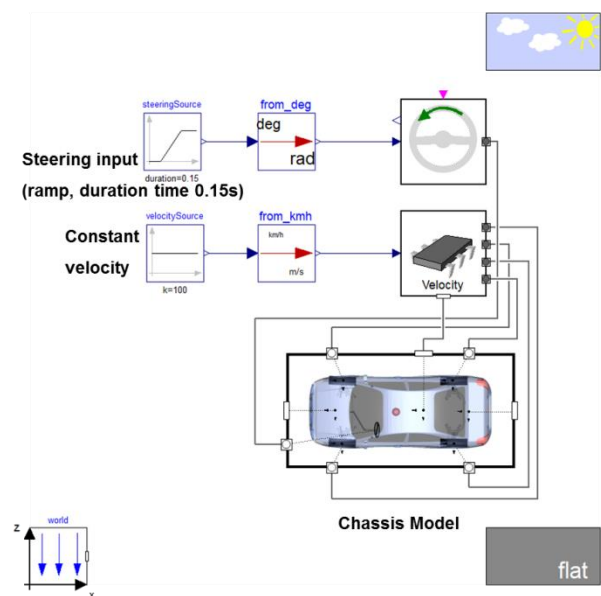 steeringSource
from_deg
deg
rad
duration=0.15
Steering input
(ramp, duration time 0.15s)
velocitySource
from_kmh
km/h
m/s
Constant
velocity
k=100
Velocity
Chassis Model
world
z
x
flat